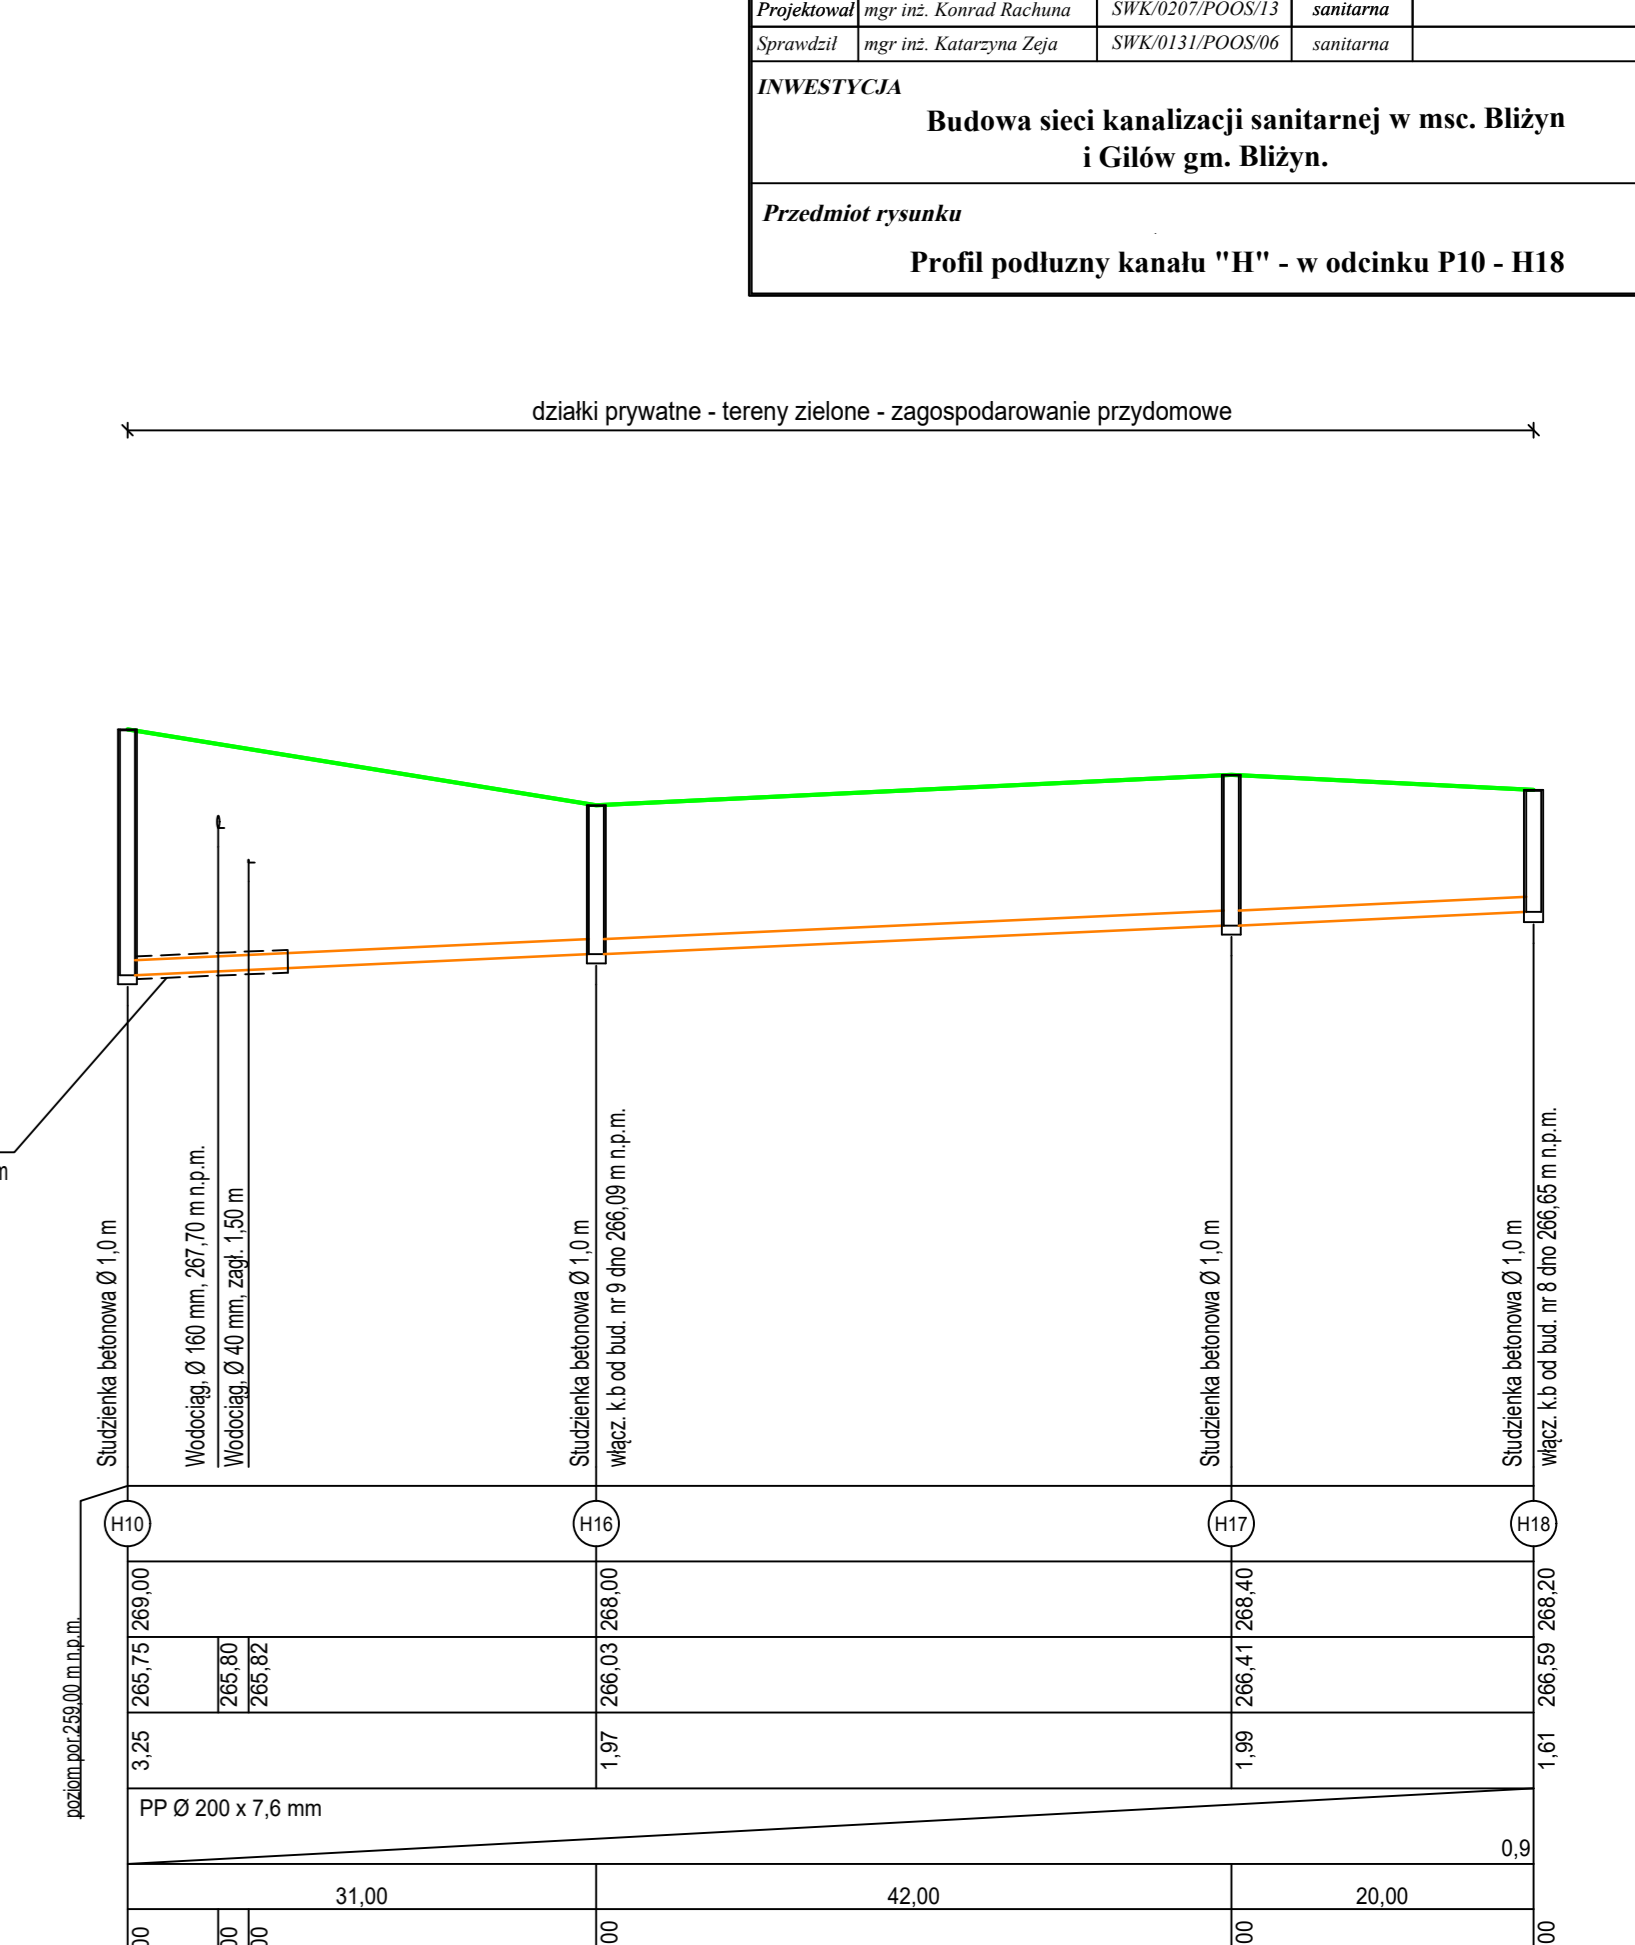 Projektował mgr inż. Konrad Rachuna SWK/0207/POOS/13 sanitarna
Sprawdził mgr inż. Katarzyna Zeja SWK/0131/POOS/06 sanitarna
INWESTYCJA
Budowa sieci kanalizacji sanitarnej w msc. Bliżyn
i Gilów gm. Bliżyn.
Przedmiot rysunku
Profil podłuzny kanału "H" - w odcinku P10 - H18
działki prywatne - tereny zielone - zagospodarowanie przydomowe
Studzienka betonowa Ø 1,0 m
Wodociąg, Ø 160 mm, 267,70 m n.p.m.
Wodociąg, Ø 40 mm, zagł. 1,50 m
Studzienka betonowa Ø 1,0 m
włącz. k.b od bud. nr 9 dno 266,09 m n.p.m.
Studzienka betonowa Ø 1,0 m
Studzienka betonowa Ø 1,0 m
włącz. k.b od bud. nr 8 dno 266,65 m n.p.m.
poziom por.259,00 m n.p.m.
H10 H16 H17 H18
269,00 268,00 268,40 268,20
265,75 265,80 265,82 266,03 266,41 266,59
3,25 1,97 1,99 1,61
PP Ø 200 x 7,6 mm
0,9
31,00 42,00 20,00
00 00 00 00 00 00